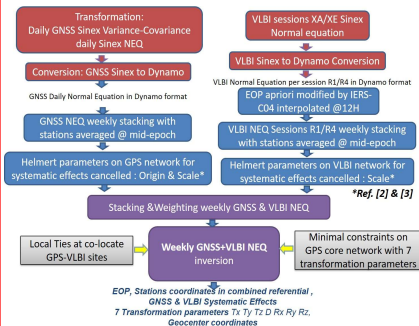 Transformation:
Daily GNSS Sinex Variance-Covariance
daily Sinex NEQ
Conversion: GNSS Sinex to Dynamo
GNSS Daily Normal Equation in Dynamo format
GNSS NEQ weekly stacking with
stations averaged @ mid-epoch
Helmert parameters on GPS network for
systematic effects cancelled : Origin & Scale*
VLBI sessions XA/XE Sinex
Normal equation
VLBI Sinex to Dynamo Conversion
VLBI Normal Equation per session R1/R4 in Dynamo format
EOP apriori modified by IERS-
C04 interpolated @12H
VLBI NEQ Sessions R1/R4 weekly stacking
with stations averaged @ mid-epoch
Helmert parameters on VLBI network for
systematic effects cancelled : Scale*
*Ref. [2] & [3]
Stacking &Weighting weekly GNSS & VLBI NEQ
Local Ties at co-locate
GPS-VLBI sites
Weekly GNSS+VLBI NEQ
inversion
Minimal constraints on
GPS core network with 7
transformation parameters
EOP, Stations coordinates in combined referential ,
GNSS & VLBI Systematic Effects
7 Transformation parameters Tx Ty Tz D Rx Ry Rz,
Geocenter coordinates